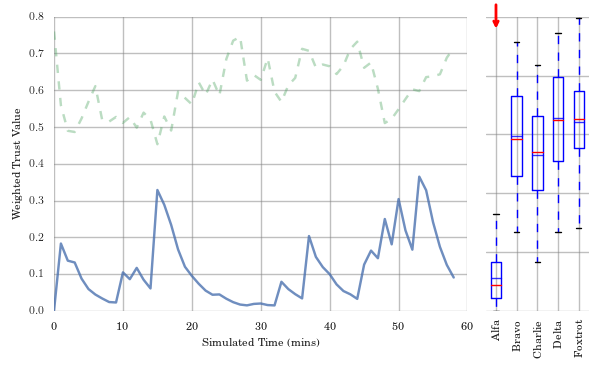 0.8
0.7
0.6
0.5
0.4
0.3
0.2
0.1
0.0
Weighted Trust Value
0 10 20 30 40 50 60
Simulated Time (mins)
Alfa
Bravo
Charlie
Delta
Foxtrot